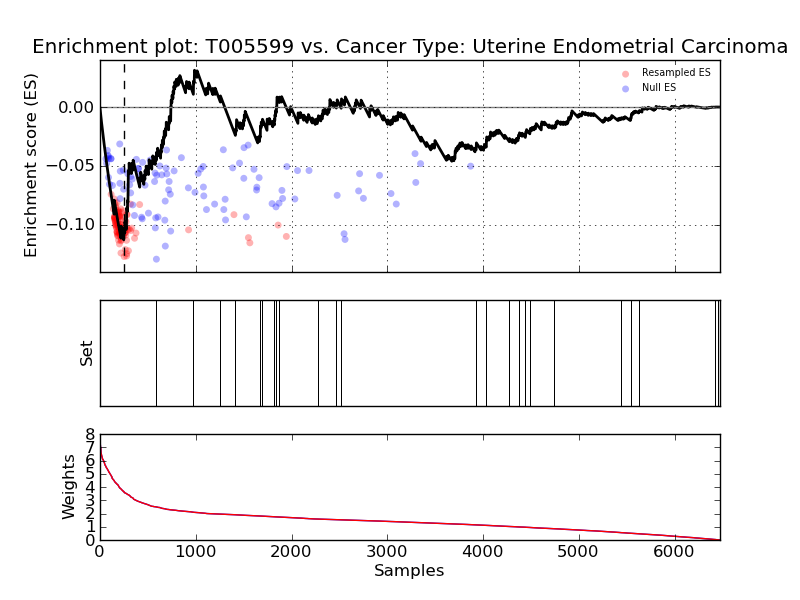 Enrichment plot: T005599 vs. Cancer Type: Uterine Endometrial Carcinoma
Enrichment score (ES)
0.00
−0.05
−0.10
Resampled ES
Null ES
Set
Weights
8
7
6
5
4
3
2
1
0
0 1000 2000 3000 4000 5000 6000
Samples